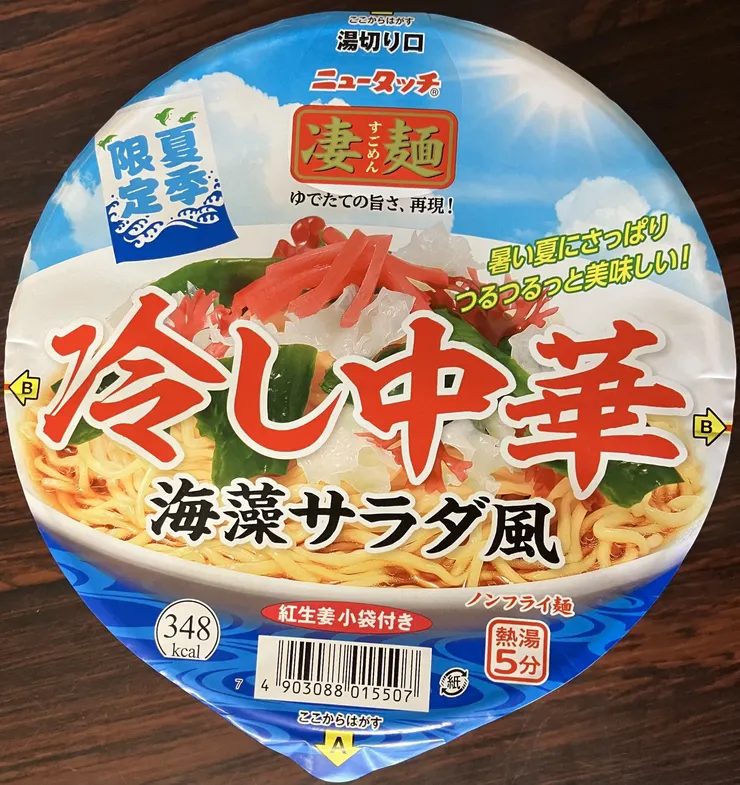 ここからはがす
湯切り口
ニュータッチ®
凄麺
すごめん
ゆでたての旨さ、再現!
夏季
限定
暑い夏にさっぱり
つるつるっと美味しい!
冷し中華
海藻サラダ風
B
B
ノンフライ麺
紅生姜小袋付き
348
kcal
熱湯
5分
7 4 903088 015507
紙
ここからはがす
A